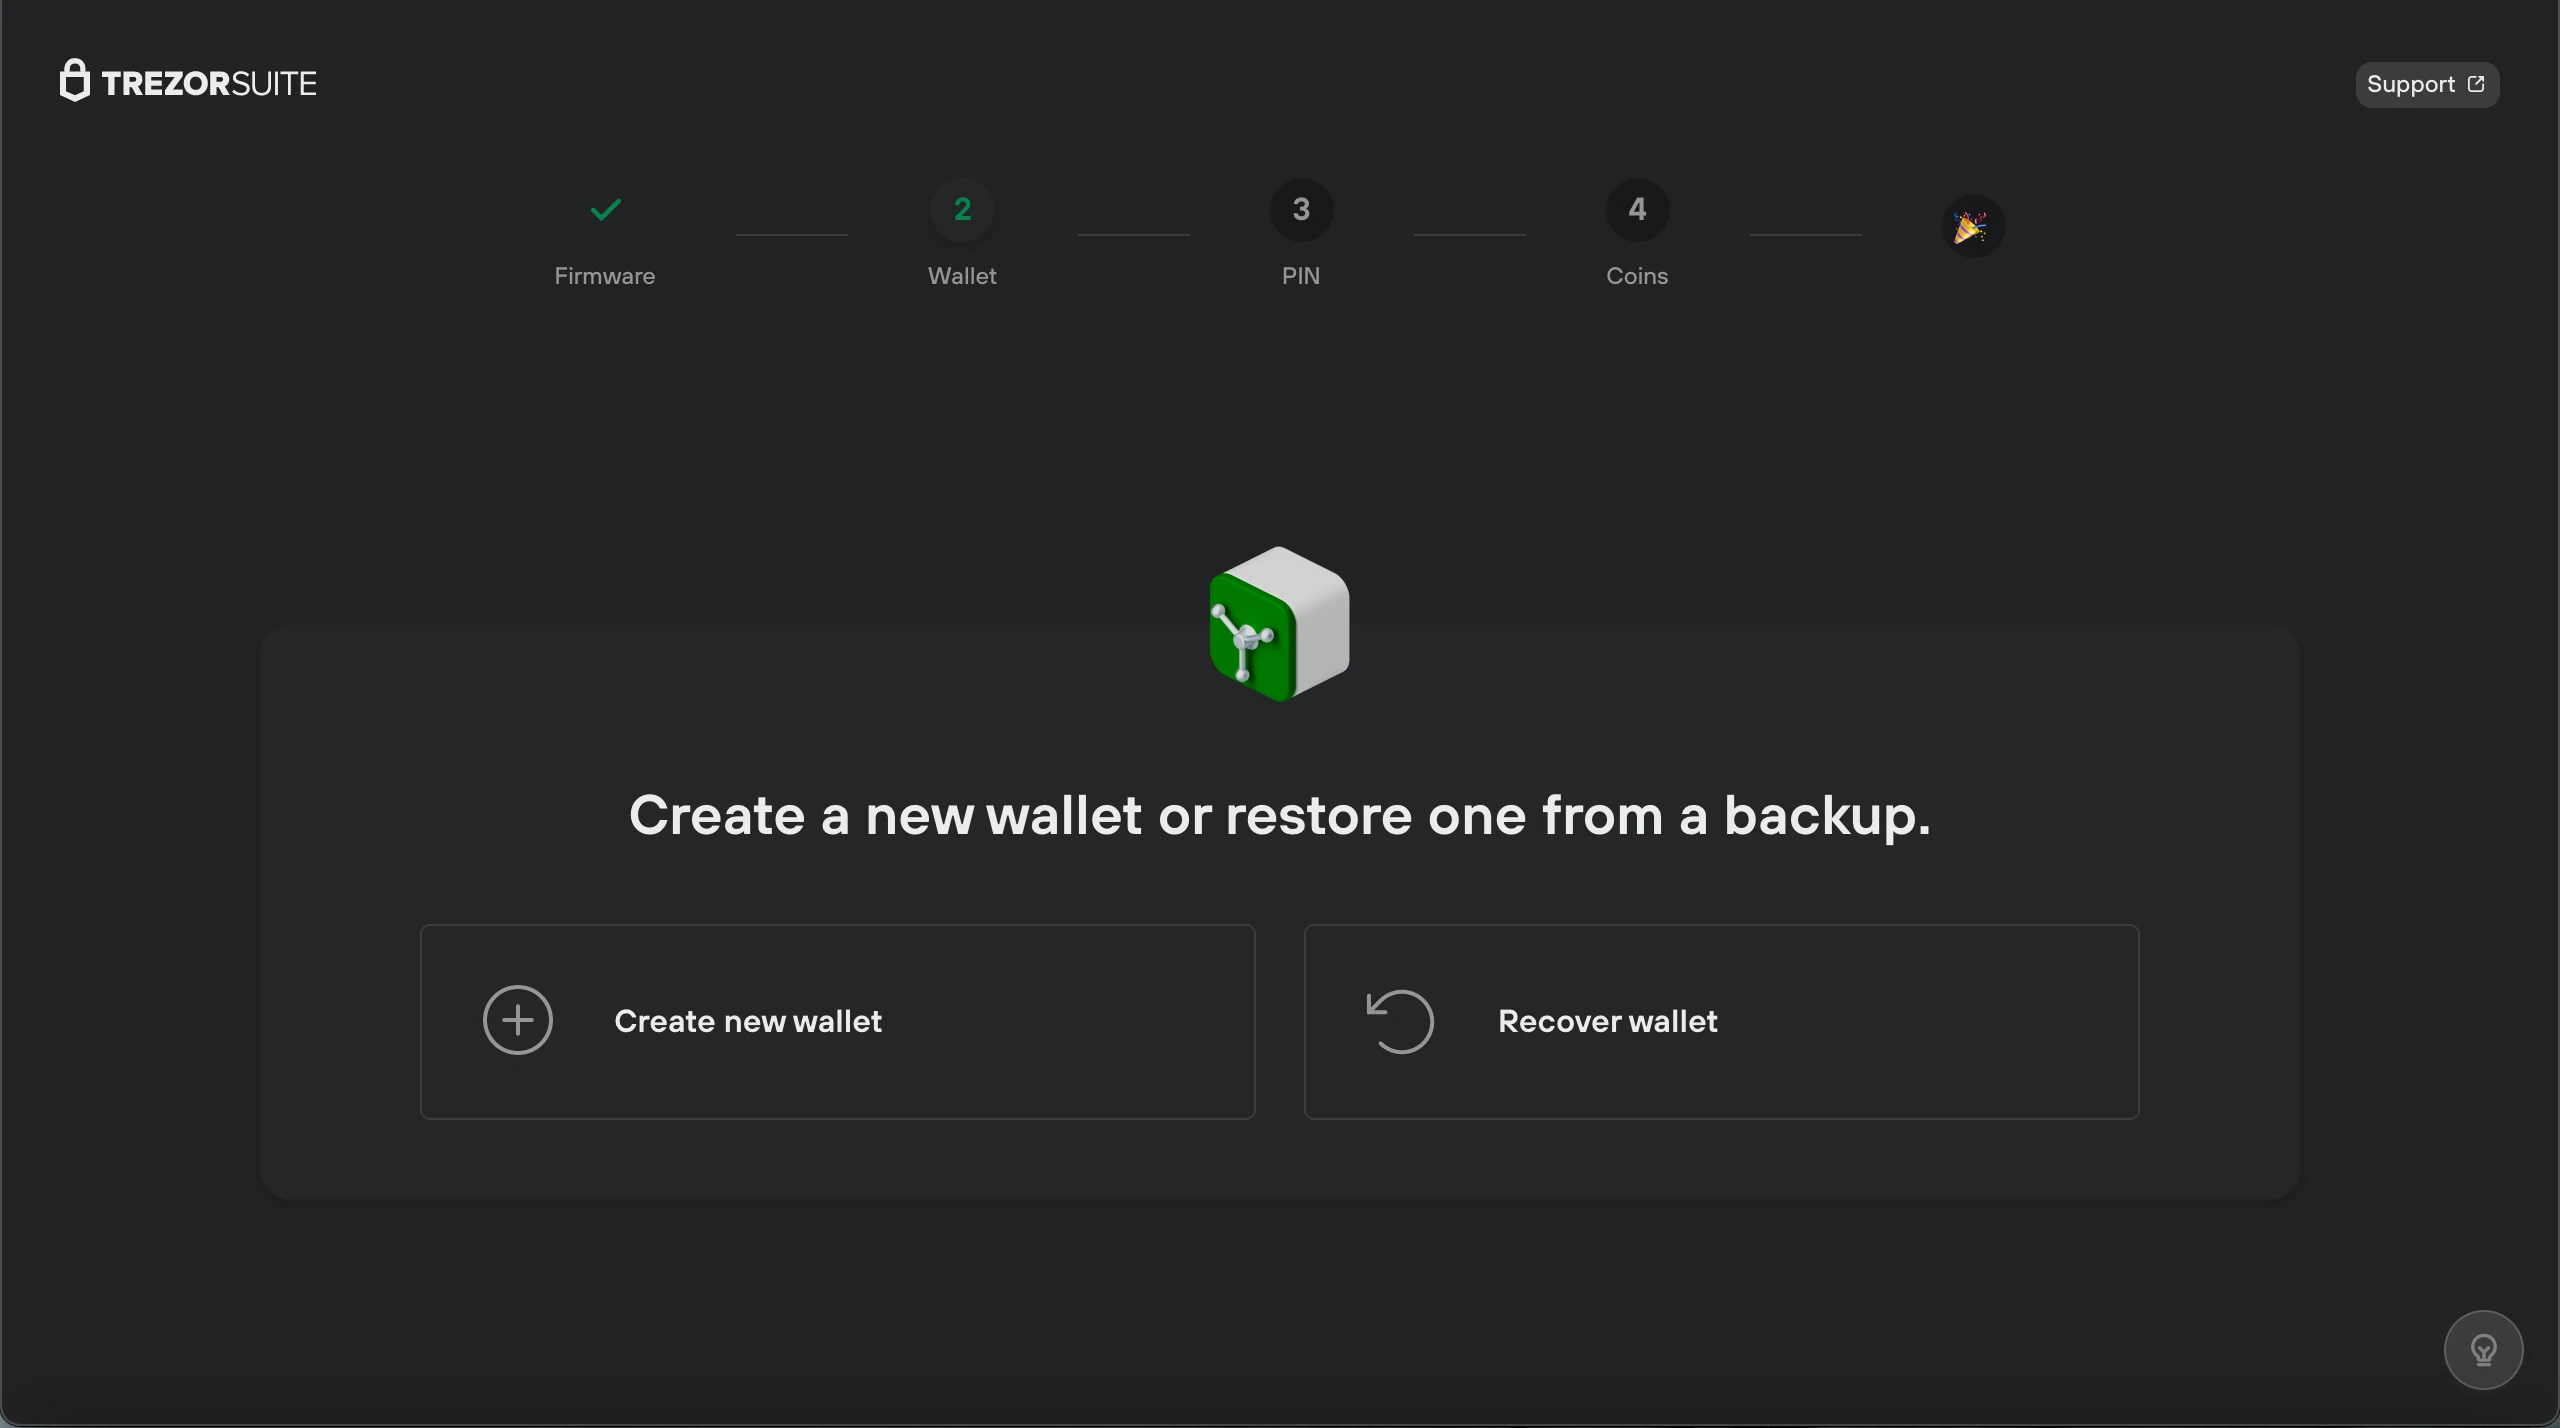 TREZORSUITE
Support
2
3
4
Firmware
Wallet
PIN
Coins
Create a new wallet or restore one from a backup.
Create new wallet
Recover wallet